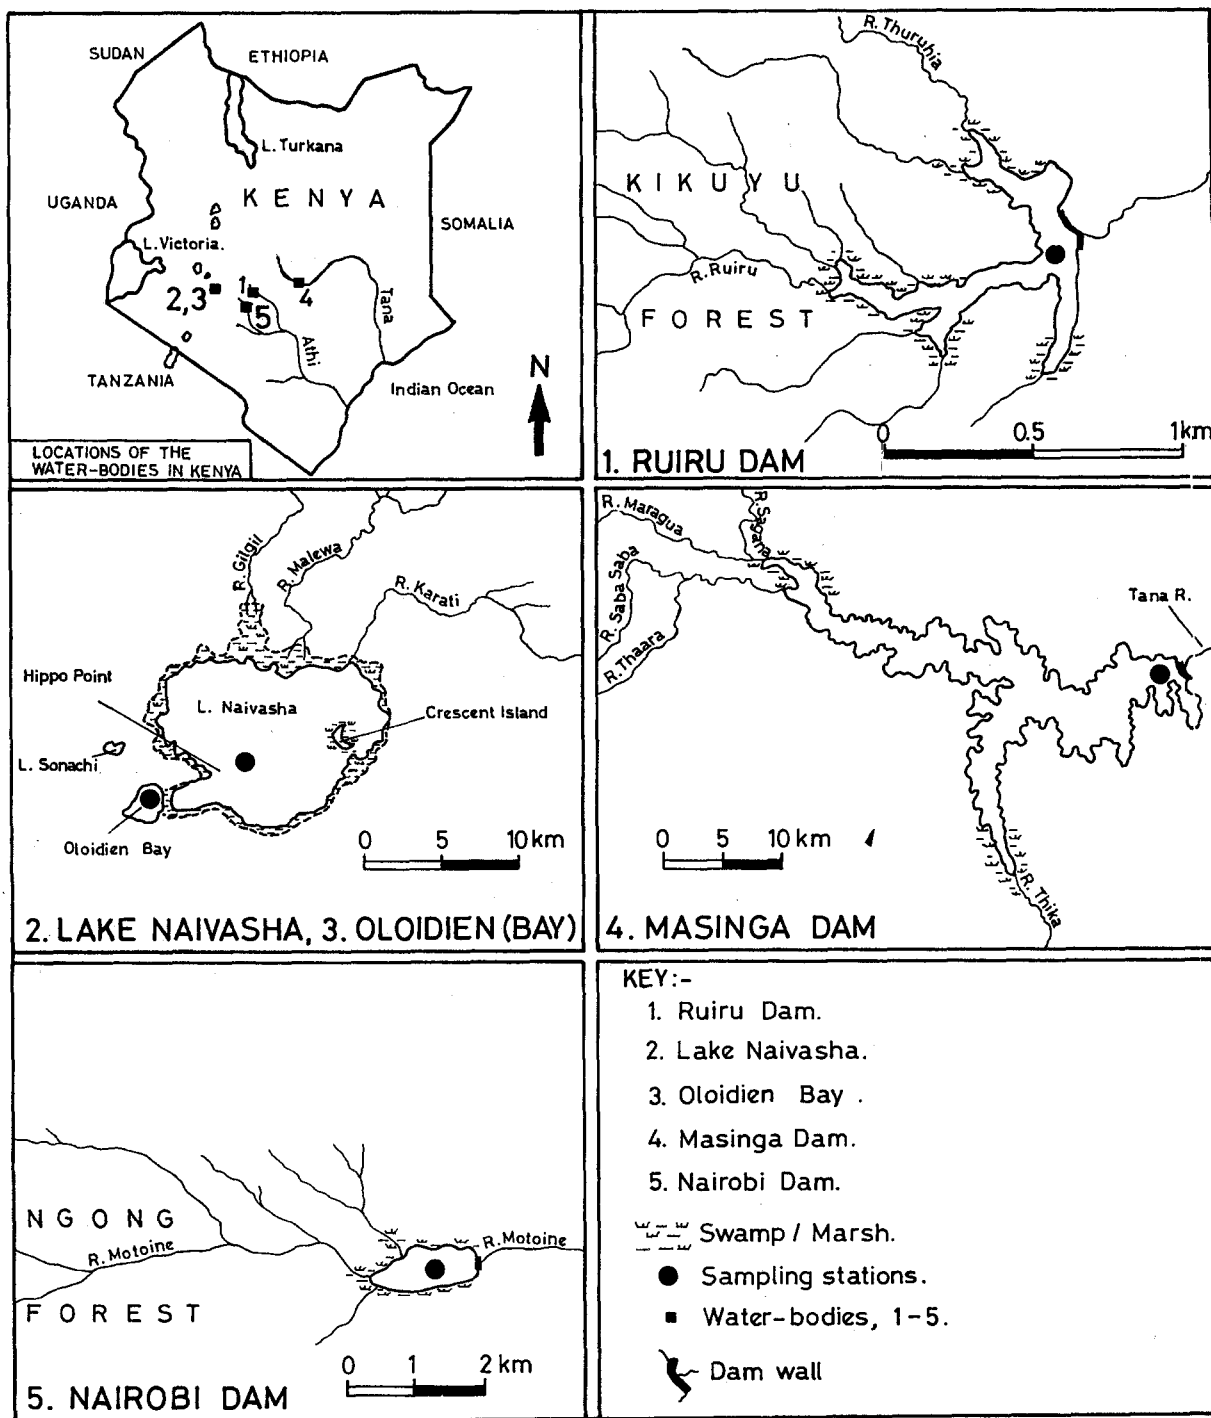 SUDAN
ETHIOPIA
L. Turkana
KENYA
UGANDA
SOMALIA
L. Victoria.
1
4
2,3
5
Tana
Athi
TANZANIA
Indian Ocean
N
LOCATIONS OF THE
WATER-BODIES IN KENYA
R. Thuruhia
KIKUYU
R. Ruiru
FOREST
0 0.5 1km
1. RUIRU DAM
R. Gilgil
R. Malewa
R. Karati
Hippo Point
L. Naivasha
Crescent Island
L. Sonachi
Oloidien Bay
0 5 10 km
2. LAKE NAIVASHA, 3. OLOIDIEN (BAY)
R. Maragua
R. Sagana
R. Saba Saba
R. Thaara
Tana R.
R. Thika
0 5 10 km
4. MASINGA DAM
NGONG
R. Motoine
R. Motoine
FOREST
0 1 2 km
5. NAIROBI DAM
KEY:-
1. Ruiru Dam.
2. Lake Naivasha.
3. Oloidien Bay .
4. Masinga Dam.
5. Nairobi Dam.
Swamp / Marsh.
Sampling stations.
Water-bodies, 1-5.
Dam wall